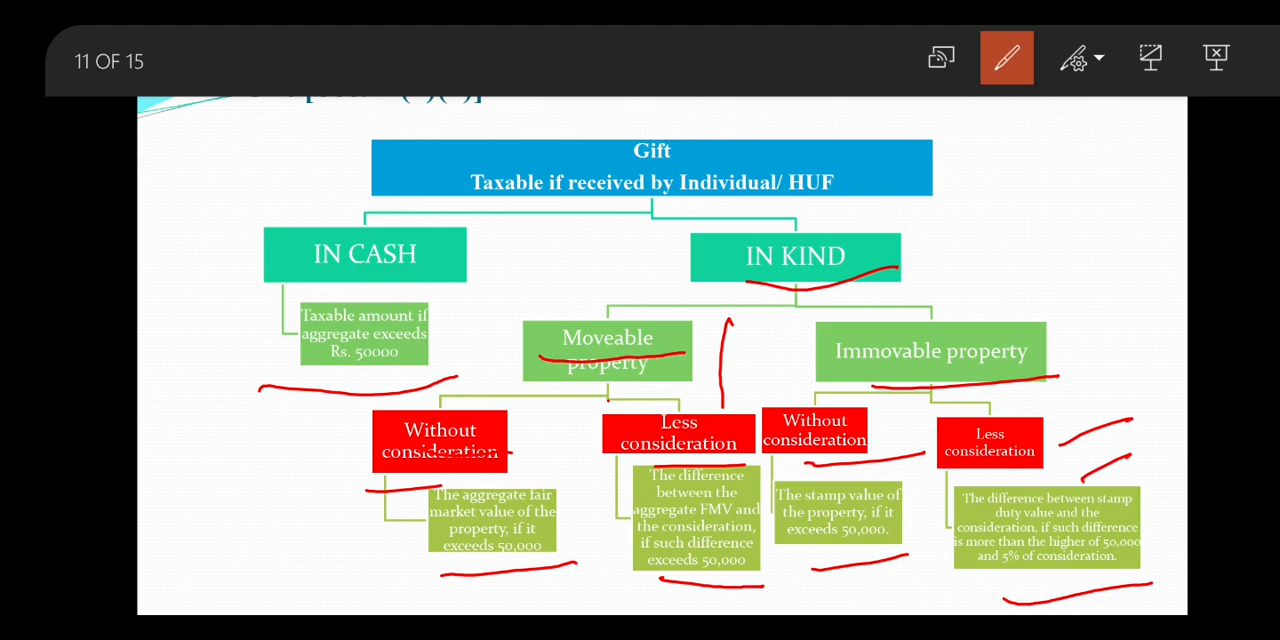 11 OF 15
Gift
Taxable if received by Individual/ HUF
IN CASH
IN KIND
Taxable amount if
aggregate exceeds
Rs. 50000
Moveable
property
Immovable property
Without
consideration
Less
consideration
Without
consideration
Less
consideration
The aggregate fair
market value of the
property, if it
exceeds 50,000
The difference
between the
aggregate FMV and
the consideration,
if such difference
exceeds 50,000
The stamp value of
the property, if it
exceeds 50,000.
The difference between stamp
duty value and the
consideration, if such difference
is more than the higher of 50,000
and 5% of consideration.